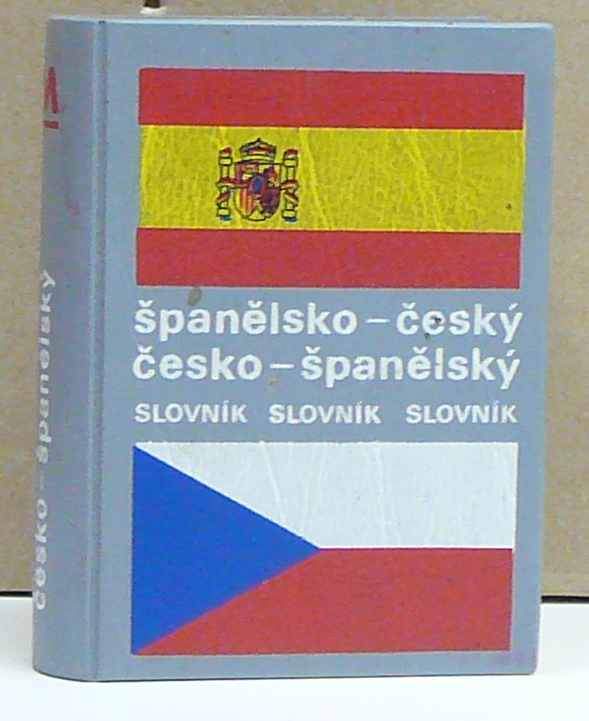 španělsko – český
česko – španělský
SLOVNÍK SLOVNÍK SLOVNÍK
česko – španělský